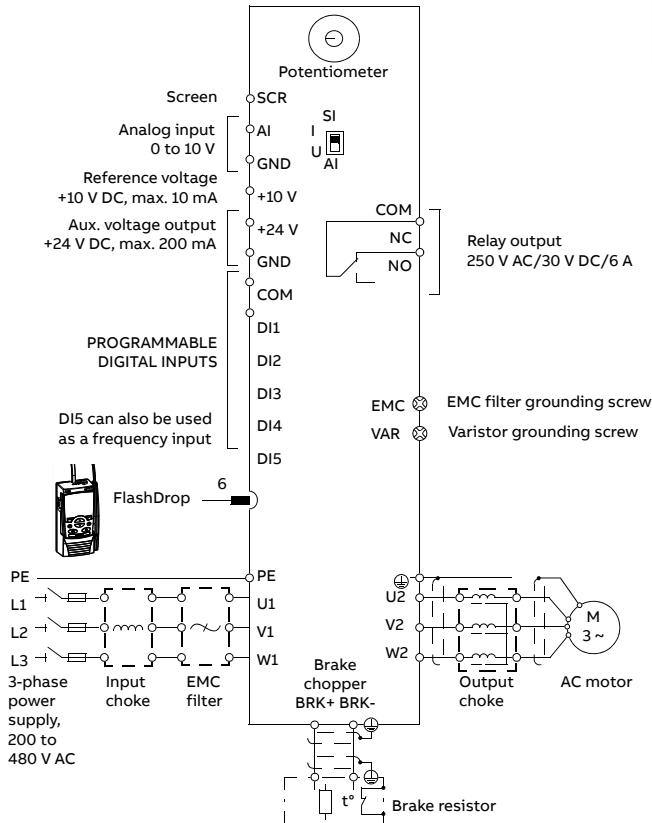 Potentiometer
Screen
SCR
Analog input
0 to 10 V
AI
GND
SI
I
U
AI
Reference voltage
+10 V DC, max. 10 mA
+10 V
Aux. voltage output
+24 V DC, max. 200 mA
+24 V
GND
COM
NC
NO
Relay output
250 V AC/30 V DC/6 A
COM
DI1
PROGRAMMABLE
DIGITAL INPUTS
DI2
DI3
DI4
DI5 can also be used
as a frequency input
DI5
EMC
EMC filter grounding screw
VAR
Varistor grounding screw
FlashDrop
6
PE
PE
L1
U1
U2
L2
V1
V2
L3
W1
W2
M
3 ~
3-phase
power
supply,
200 to
480 V AC
Input
choke
EMC
filter
Brake
chopper
BRK+ BRK-
Output
choke
AC motor
t°
Brake resistor